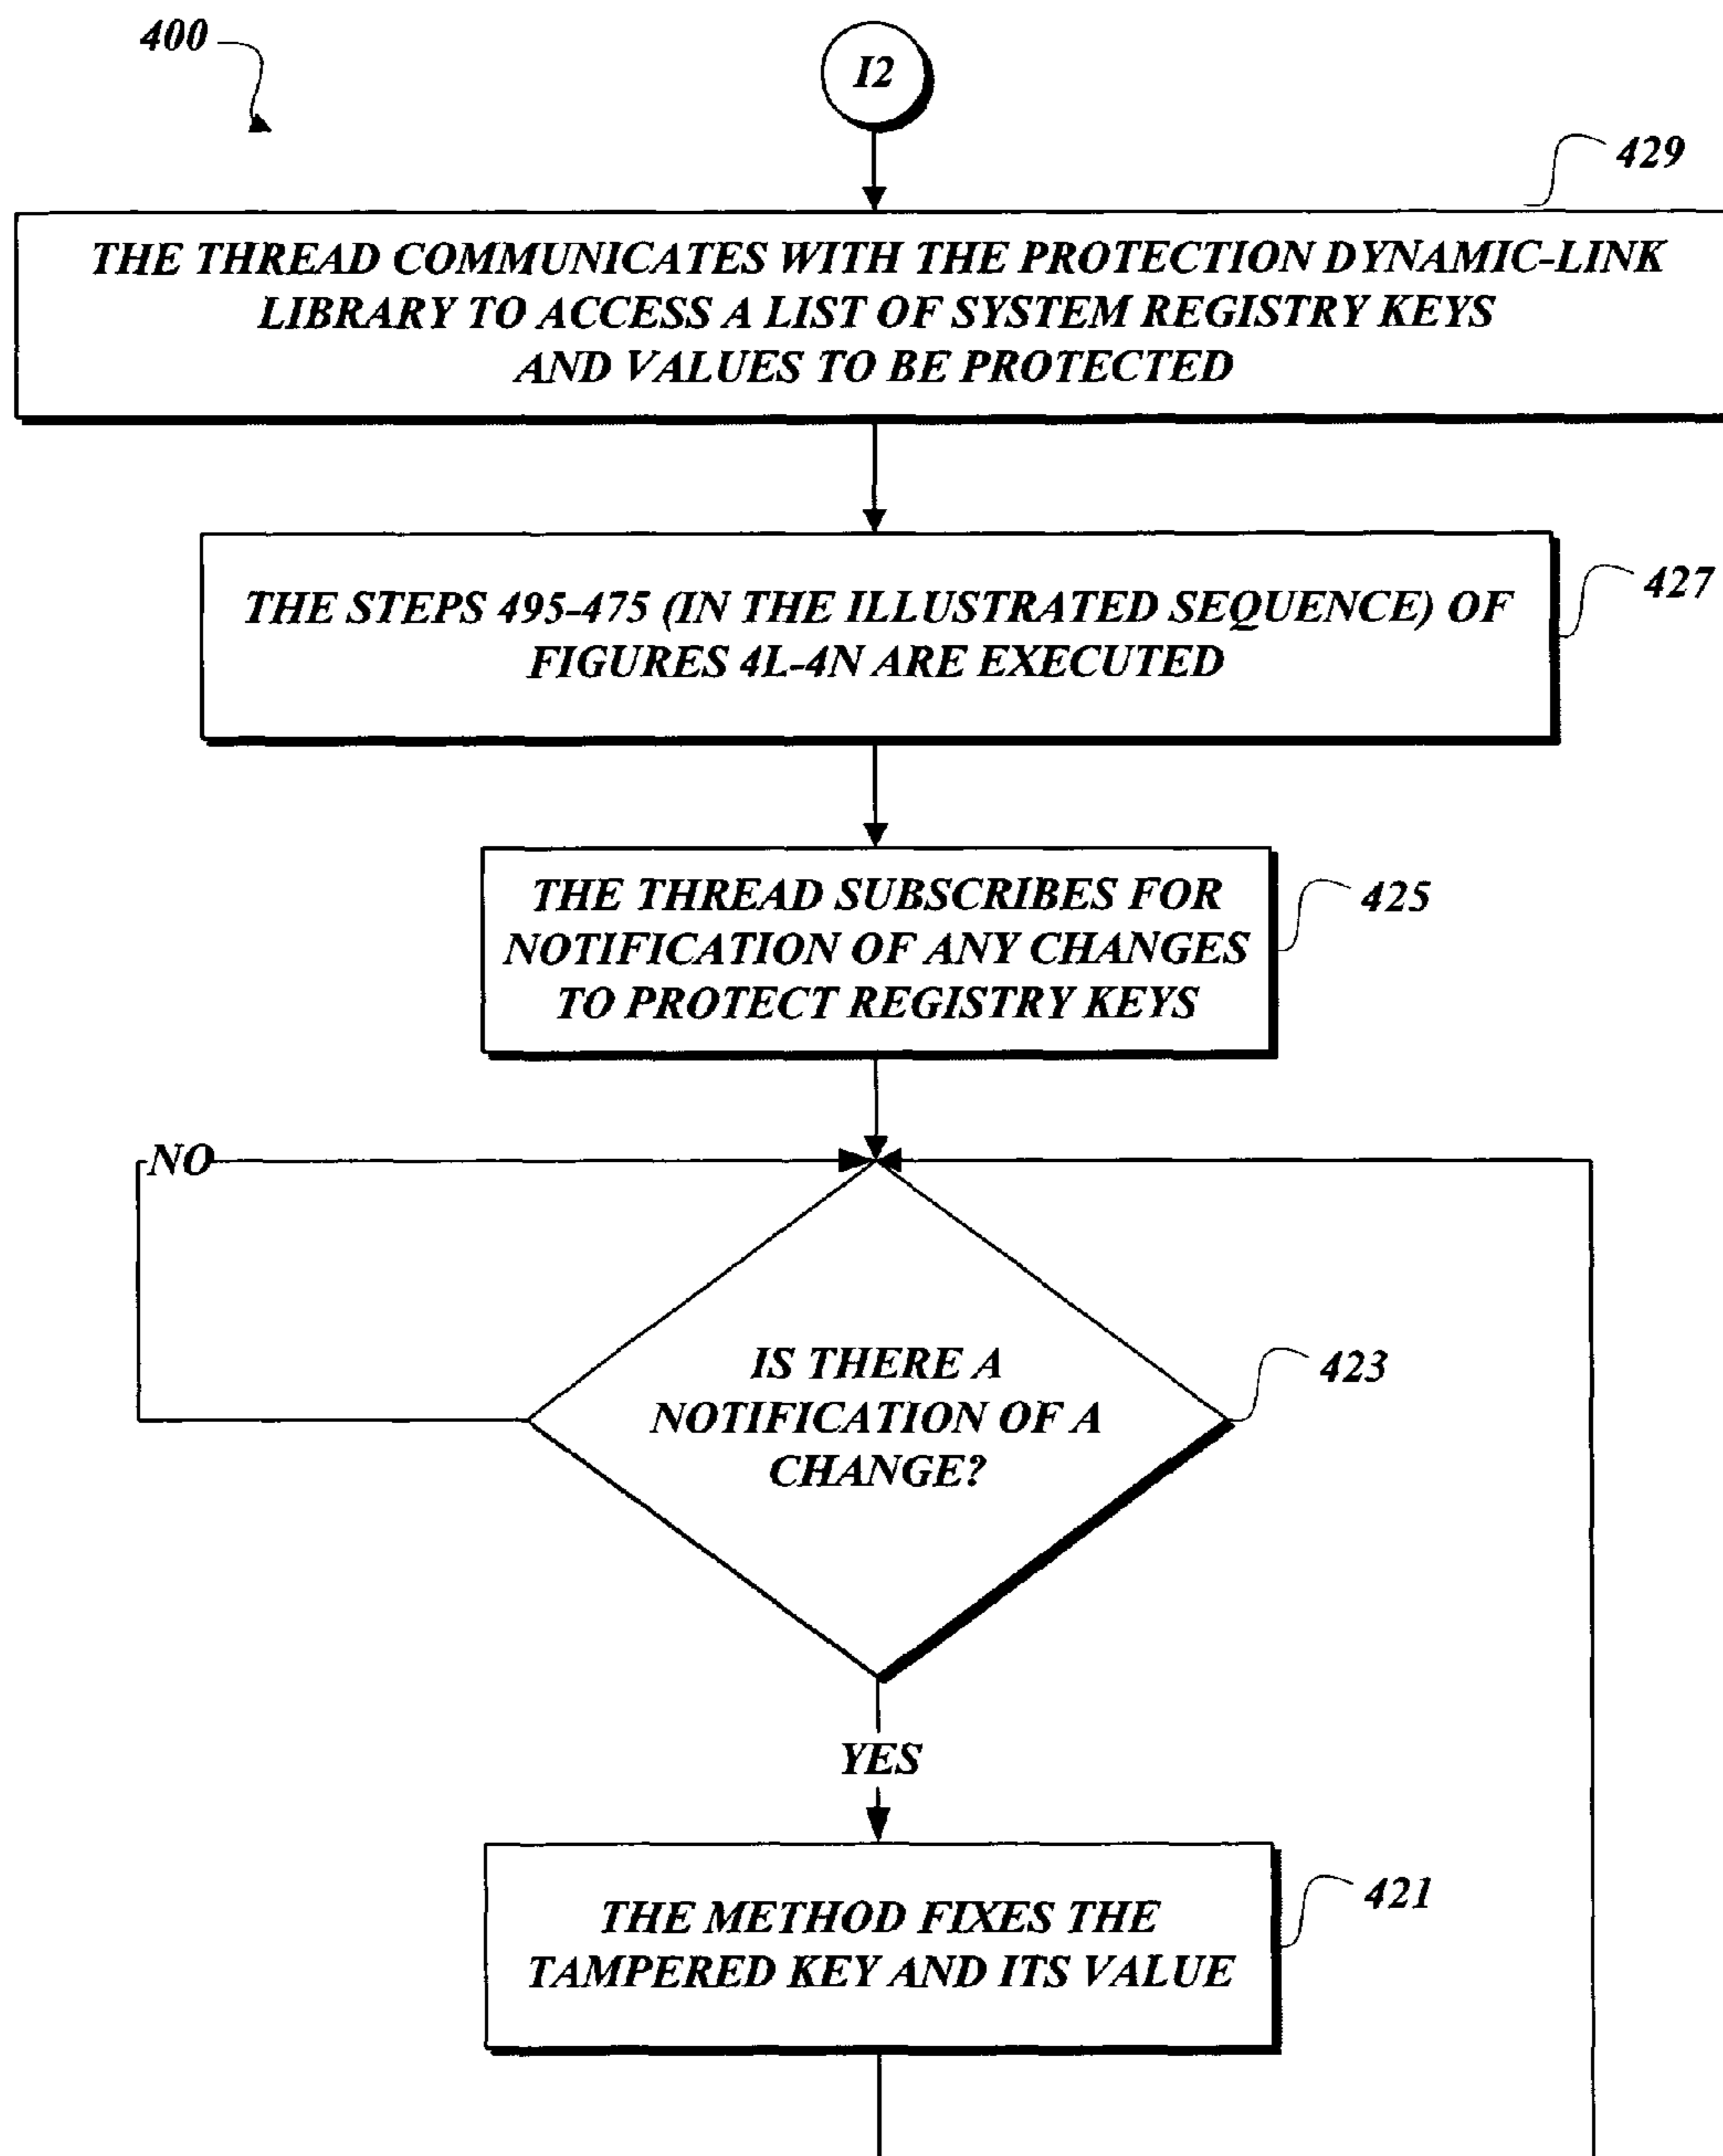 400
I2
429
THE THREAD COMMUNICATES WITH THE PROTECTION DYNAMIC-LINK
LIBRARY TO ACCESS A LIST OF SYSTEM REGISTRY KEYS
AND VALUES TO BE PROTECTED
427
THE STEPS 495-475 (IN THE ILLUSTRATED SEQUENCE) OF
FIGURES 4L-4N ARE EXECUTED
425
THE THREAD SUBSCRIBES FOR
NOTIFICATION OF ANY CHANGES
TO PROTECT REGISTRY KEYS
NO
423
IS THERE A
NOTIFICATION OF A
CHANGE?
YES
421
THE METHOD FIXES THE
TAMPERED KEY AND ITS VALUE